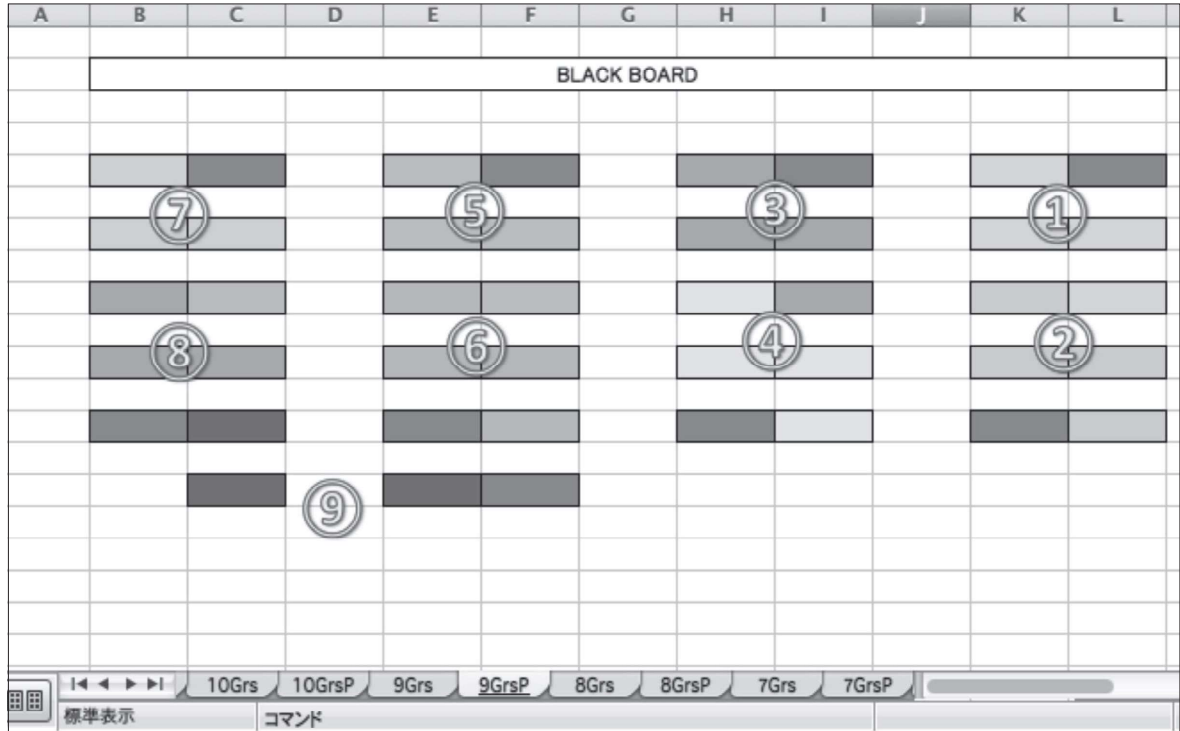 A B C D E F G H I J K L
BLACK BOARD
⑦ ⑤ ③ ①
⑧ ⑥ ④ ②
⑨
10Grs 10GrsP 9Grs 9GrsP 8Grs 8GrsP 7Grs 7GrsP
標準表示 コマンド